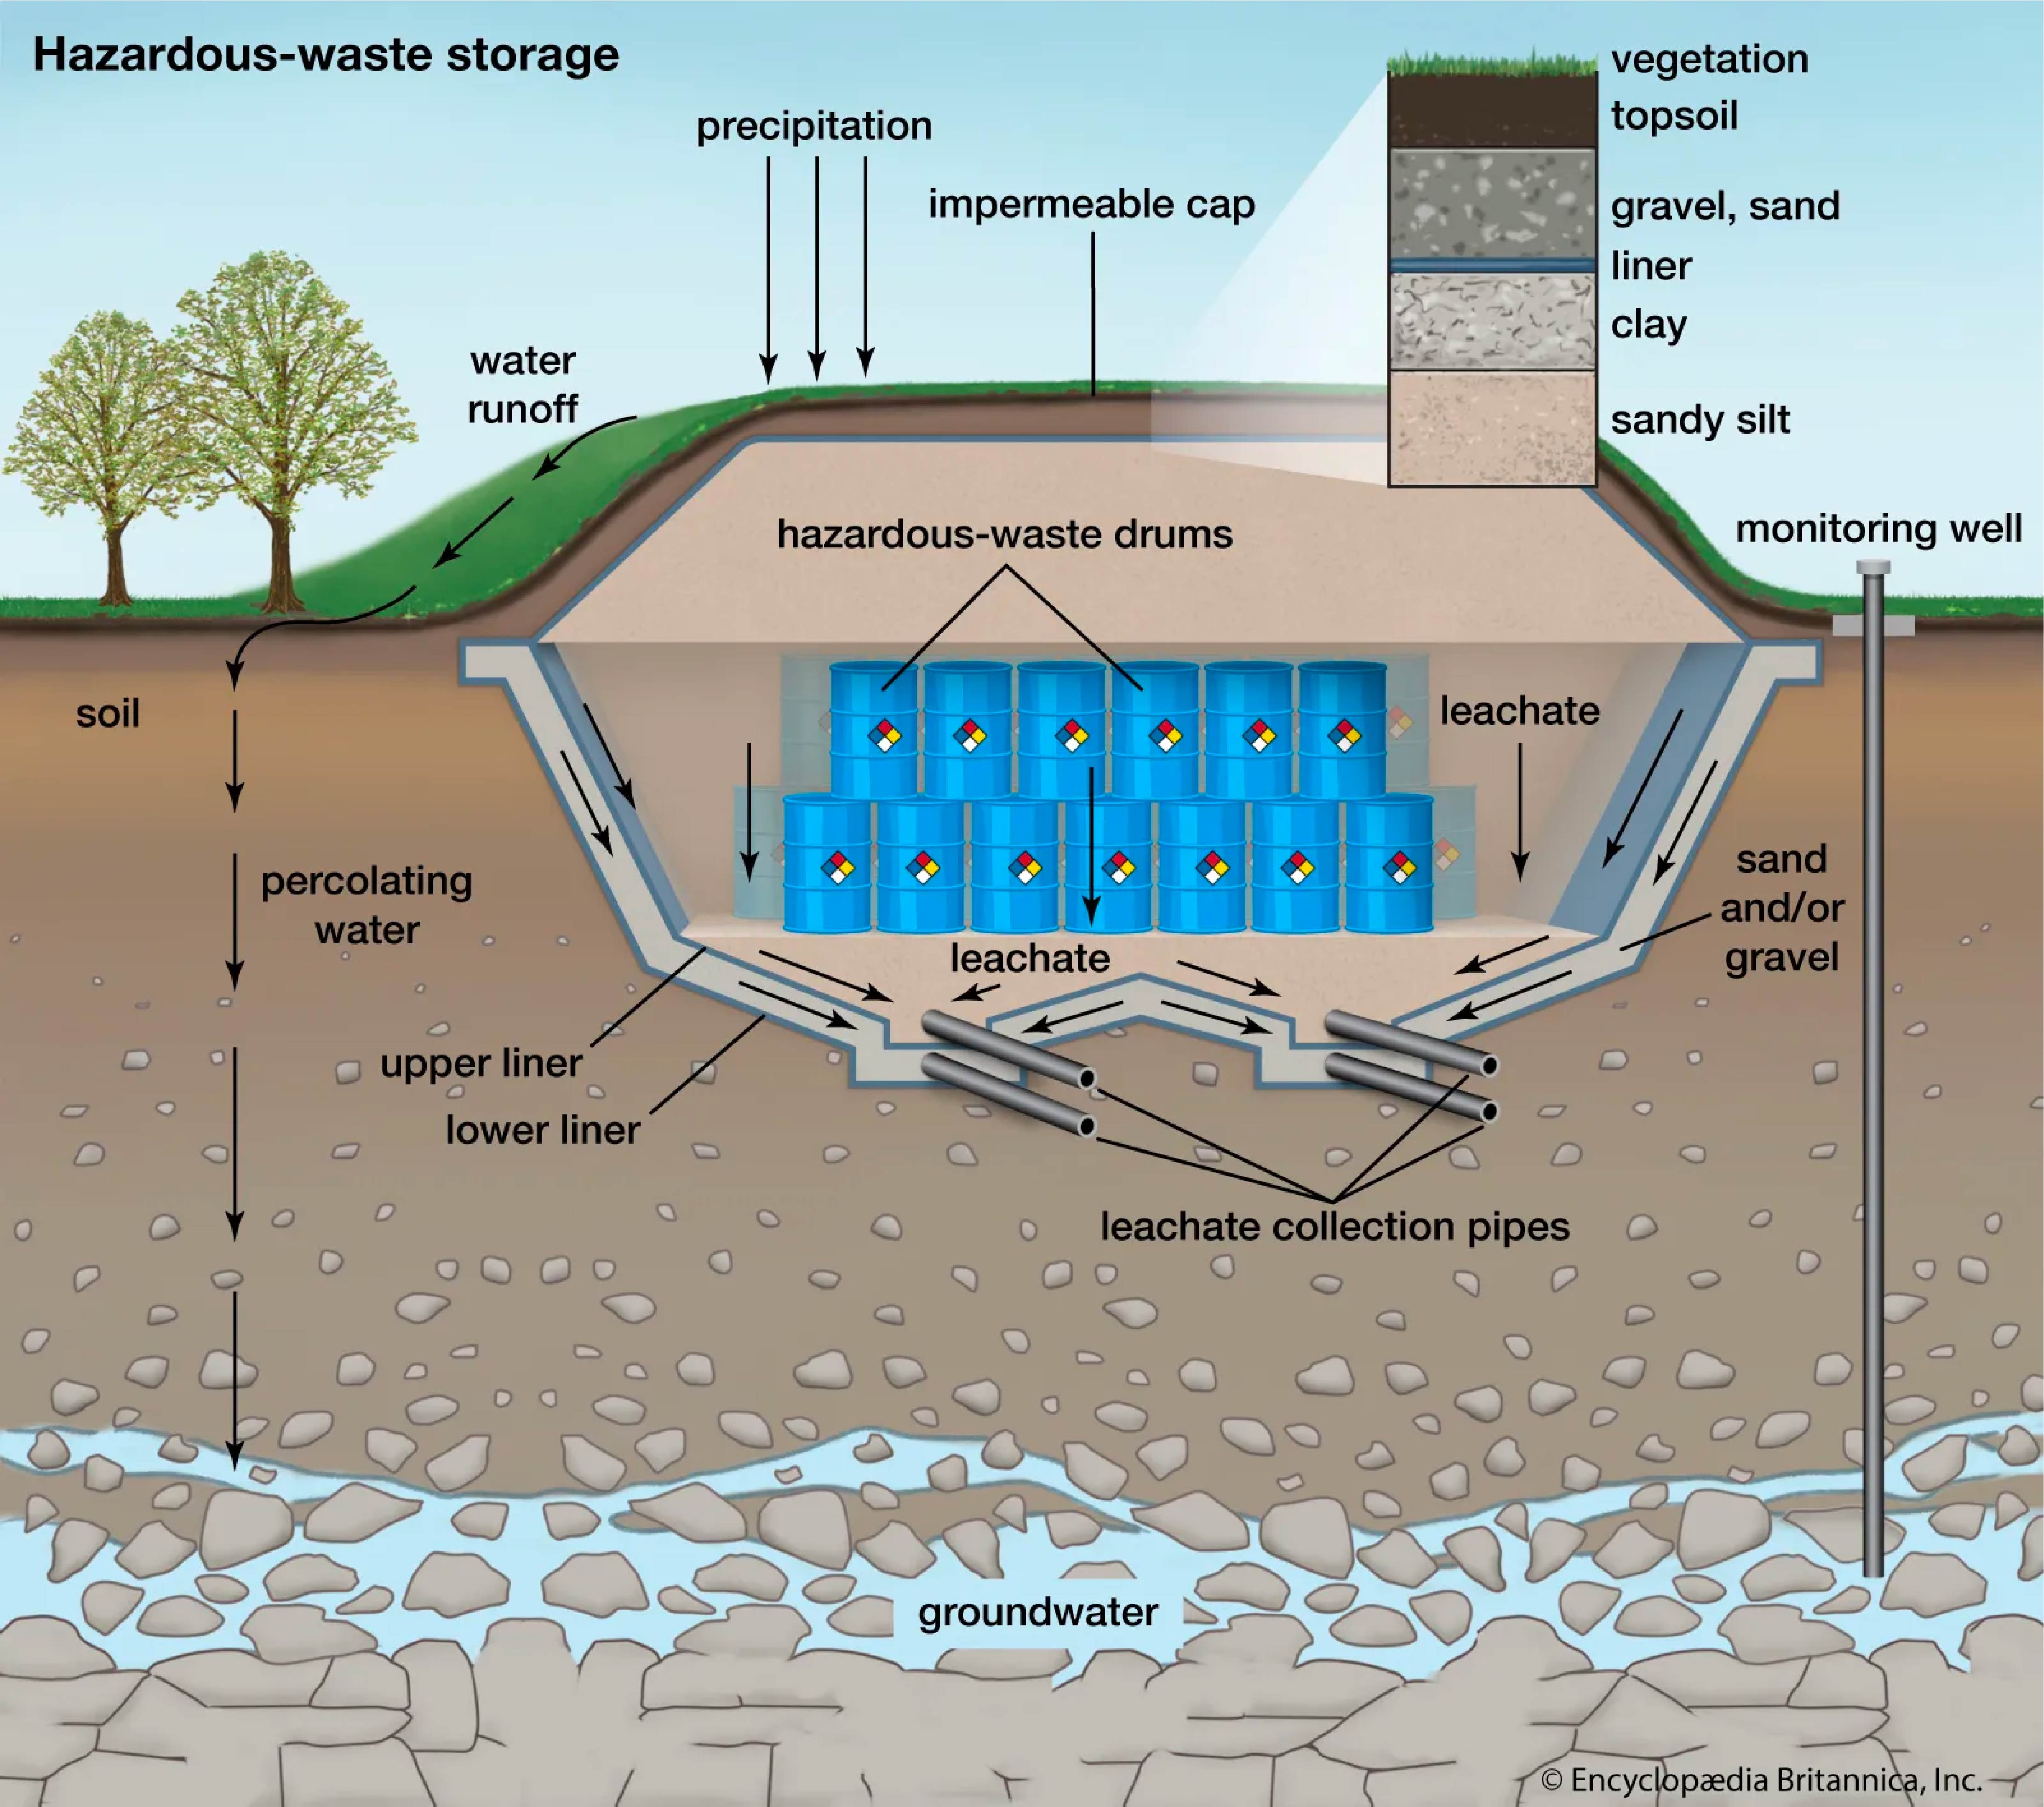 Hazardous-waste storage
precipitation
impermeable cap
vegetation
topsoil
gravel, sand
liner
clay
sandy silt
water
runoff
hazardous-waste drums
monitoring well
soil
leachate
percolating
water
sand
and/or
gravel
leachate
upper liner
lower liner
leachate collection pipes
groundwater
© Encyclopædia Britannica, Inc.